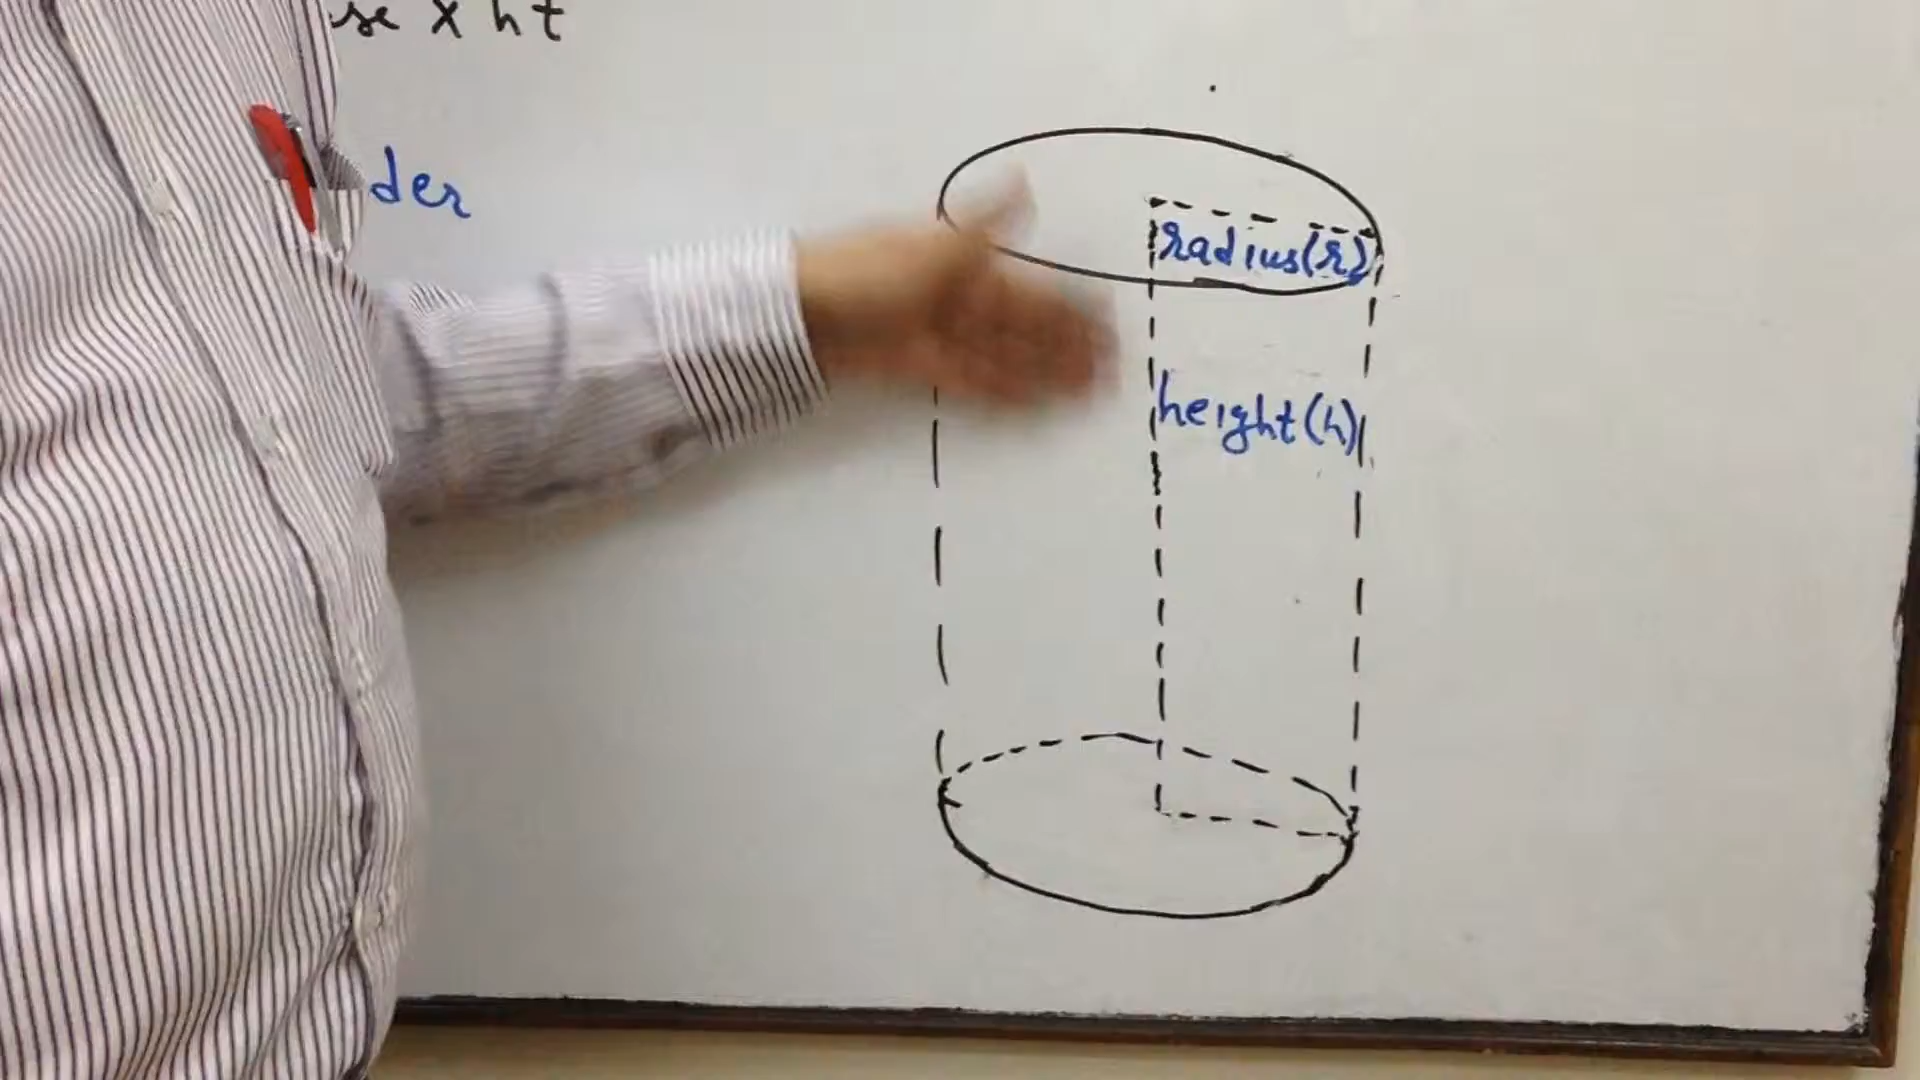 se x ht
der
radius(r)
height(h)